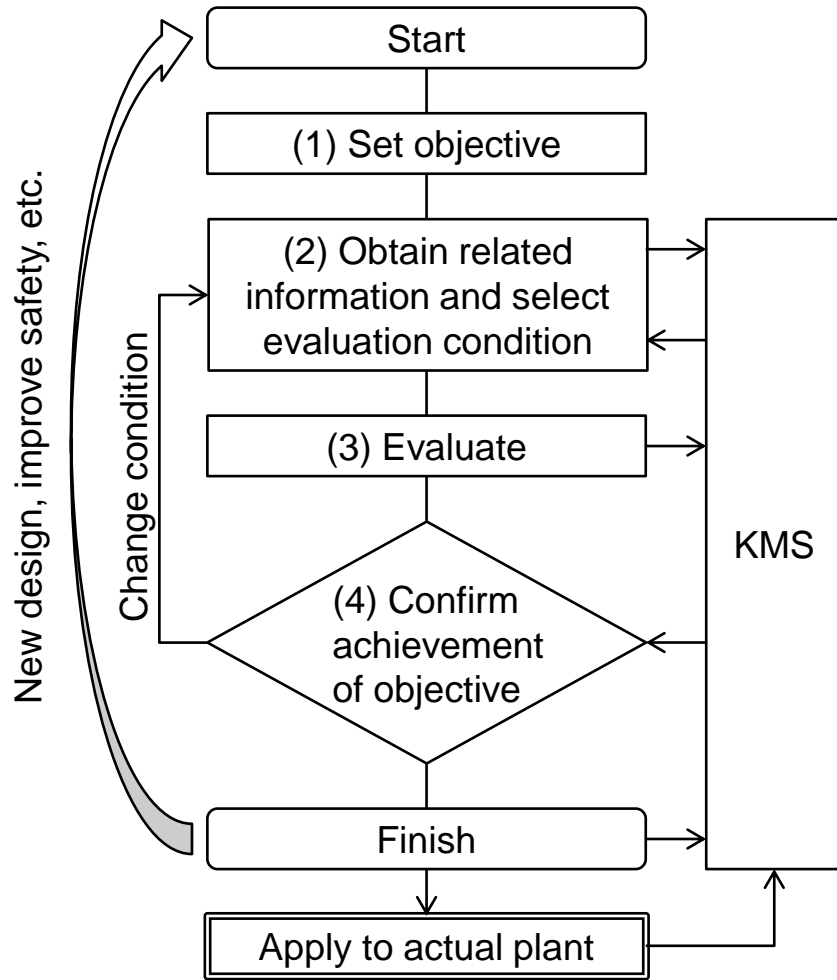 Start
(1) Set objective
(2) Obtain related
information and select
evaluation condition
(3) Evaluate
(4) Confirm
achievement
of objective
Finish
Apply to actual plant
KMS
Change condition
New design, improve safety, etc.